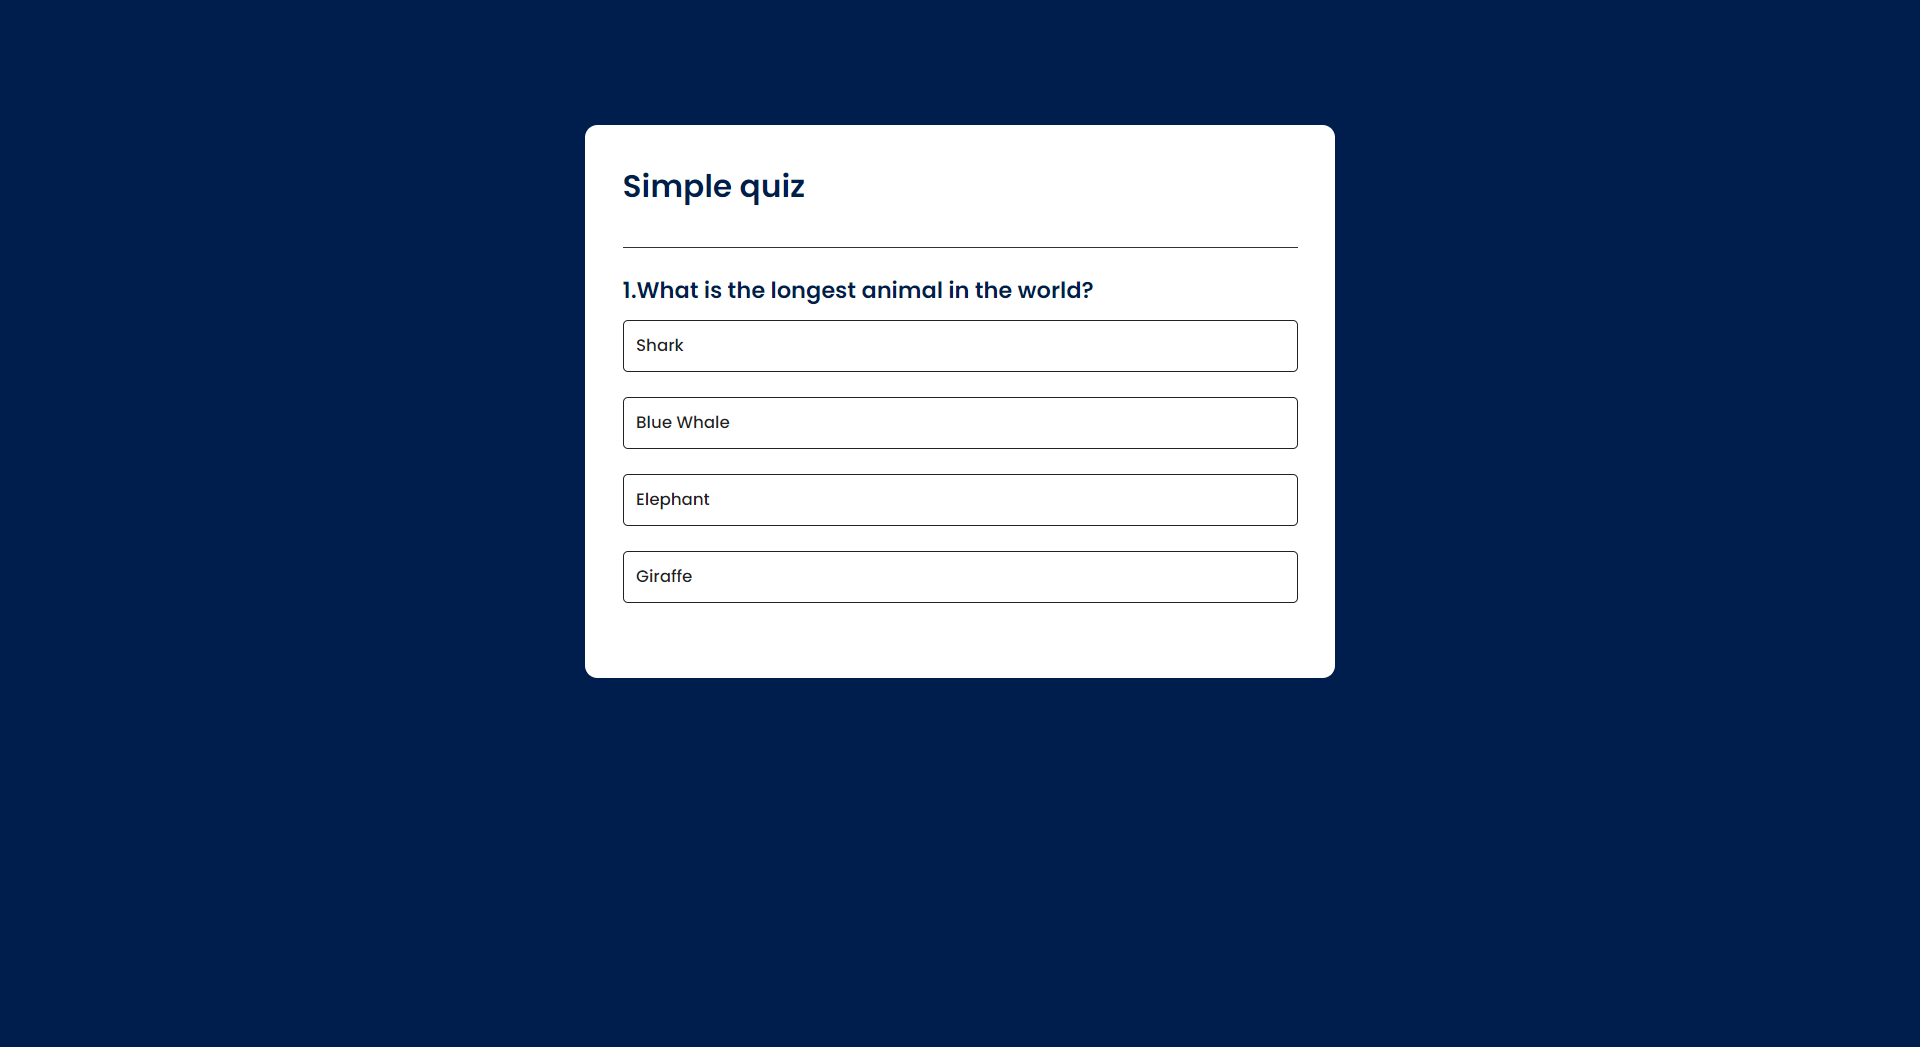 Simple quiz
1.What is the longest animal in the world?
Shark
Blue Whale
Elephant
Giraffe